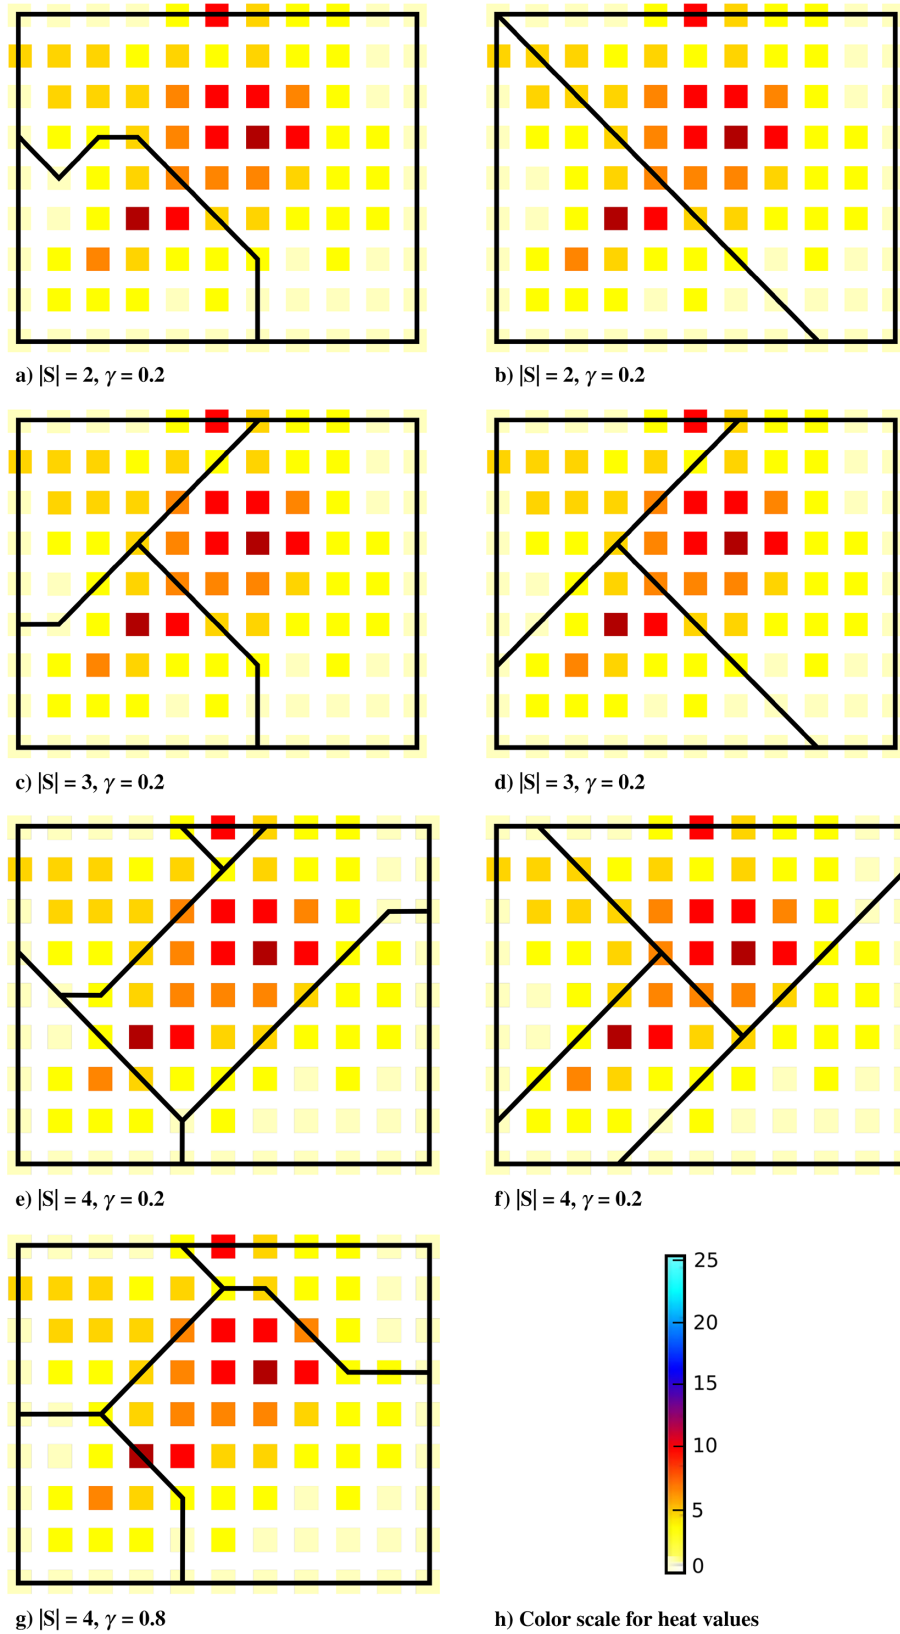 a) |S| = 2, γ = 0.2
b) |S| = 2, γ = 0.2
c) |S| = 3, γ = 0.2
d) |S| = 3, γ = 0.2
e) |S| = 4, γ = 0.2
f) |S| = 4, γ = 0.2
25
20
15
10
5
0
g) |S| = 4, γ = 0.8
h) Color scale for heat values